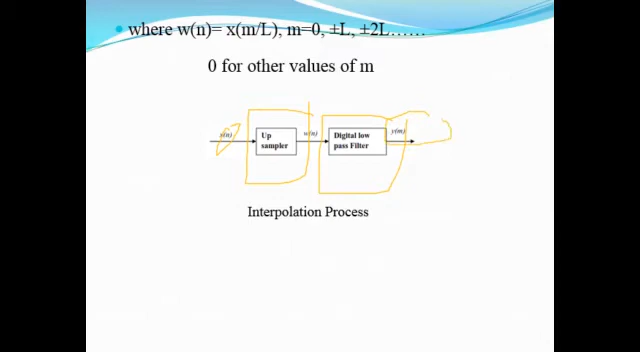 where w(n)= x(m/L), m=0, ±L, ±2L……
0 for other values of m
x(n)
Up sampler
w(n)
Digital low pass Filter
y(m)
Interpolation Process